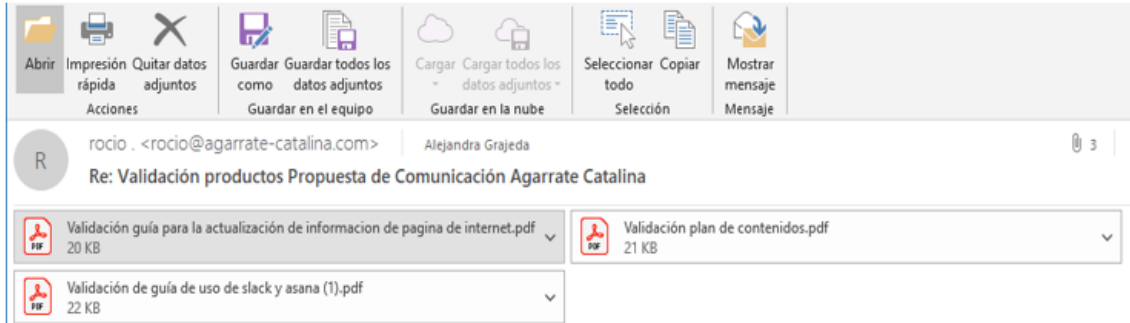 Abrir Impresión Quitar datos Guardar Guardar todos los Cargar Cargar todos los Seleccionar Copiar Mostrar
rápida adjuntos como datos adjuntos datos adjuntos todo mensaje
Acciones Guardar en el equipo Guardar en la nube Selección Mensaje
rocio . <rocio@agarrate-catalina.com> Alejandra Grajeda 3
R
Re: Validación productos Propuesta de Comunicación Agarrate Catalina
Validación guía para la actualización de informacion de pagina de internet.pdf Validación plan de contenidos.pdf
PDF 20 KB PDF 21 KB
Validación de guía de uso de slack y asana (1).pdf
PDF 22 KB